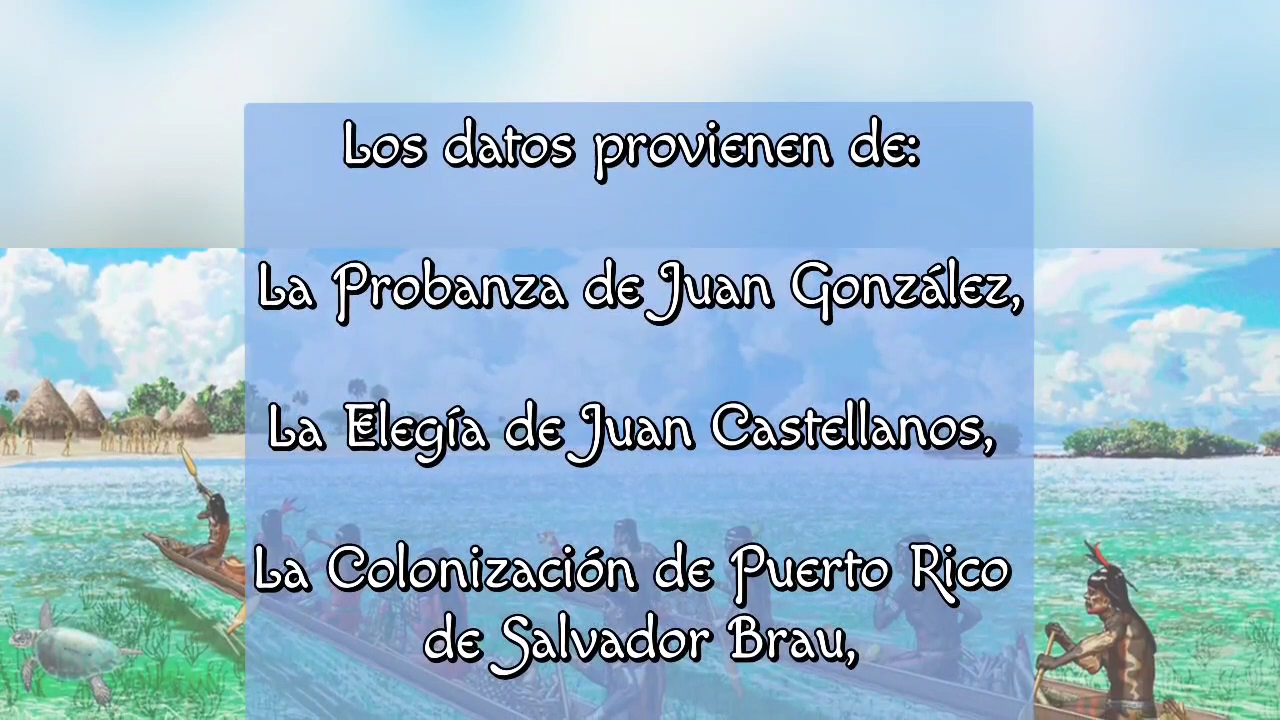 Los datos provienen de:
La Probanza de Juan González,
La Elegía de Juan Castellanos,
La Colonización de Puerto Rico
de Salvador Brau,